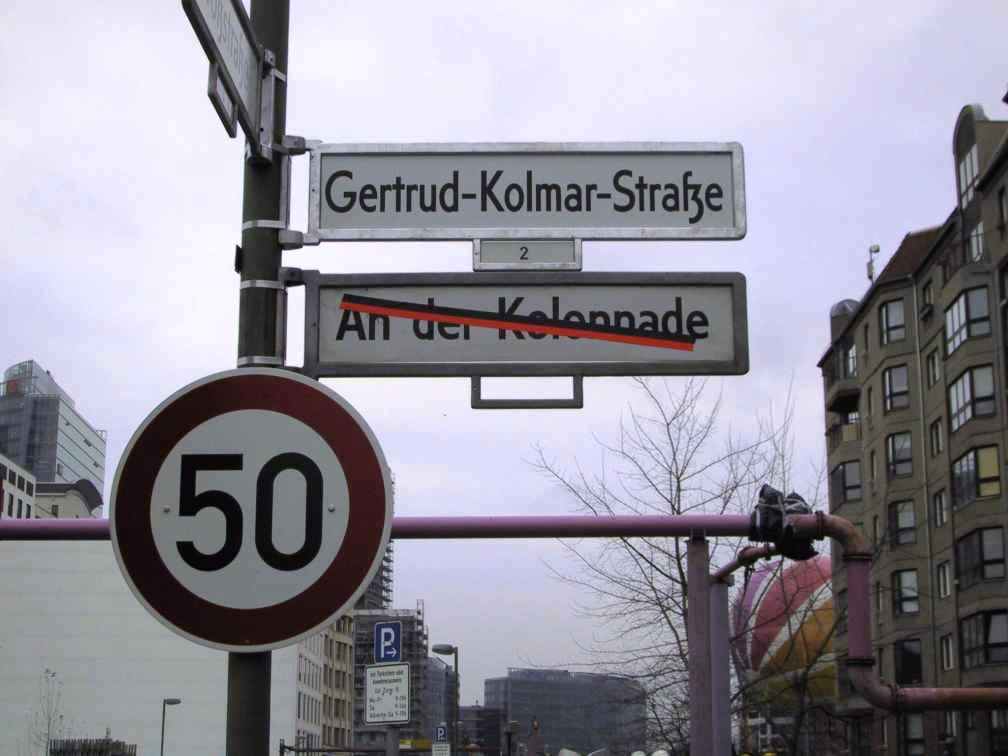 Gertrud-Kolmar-Straße
2
An der Kolonnade
50
P
P